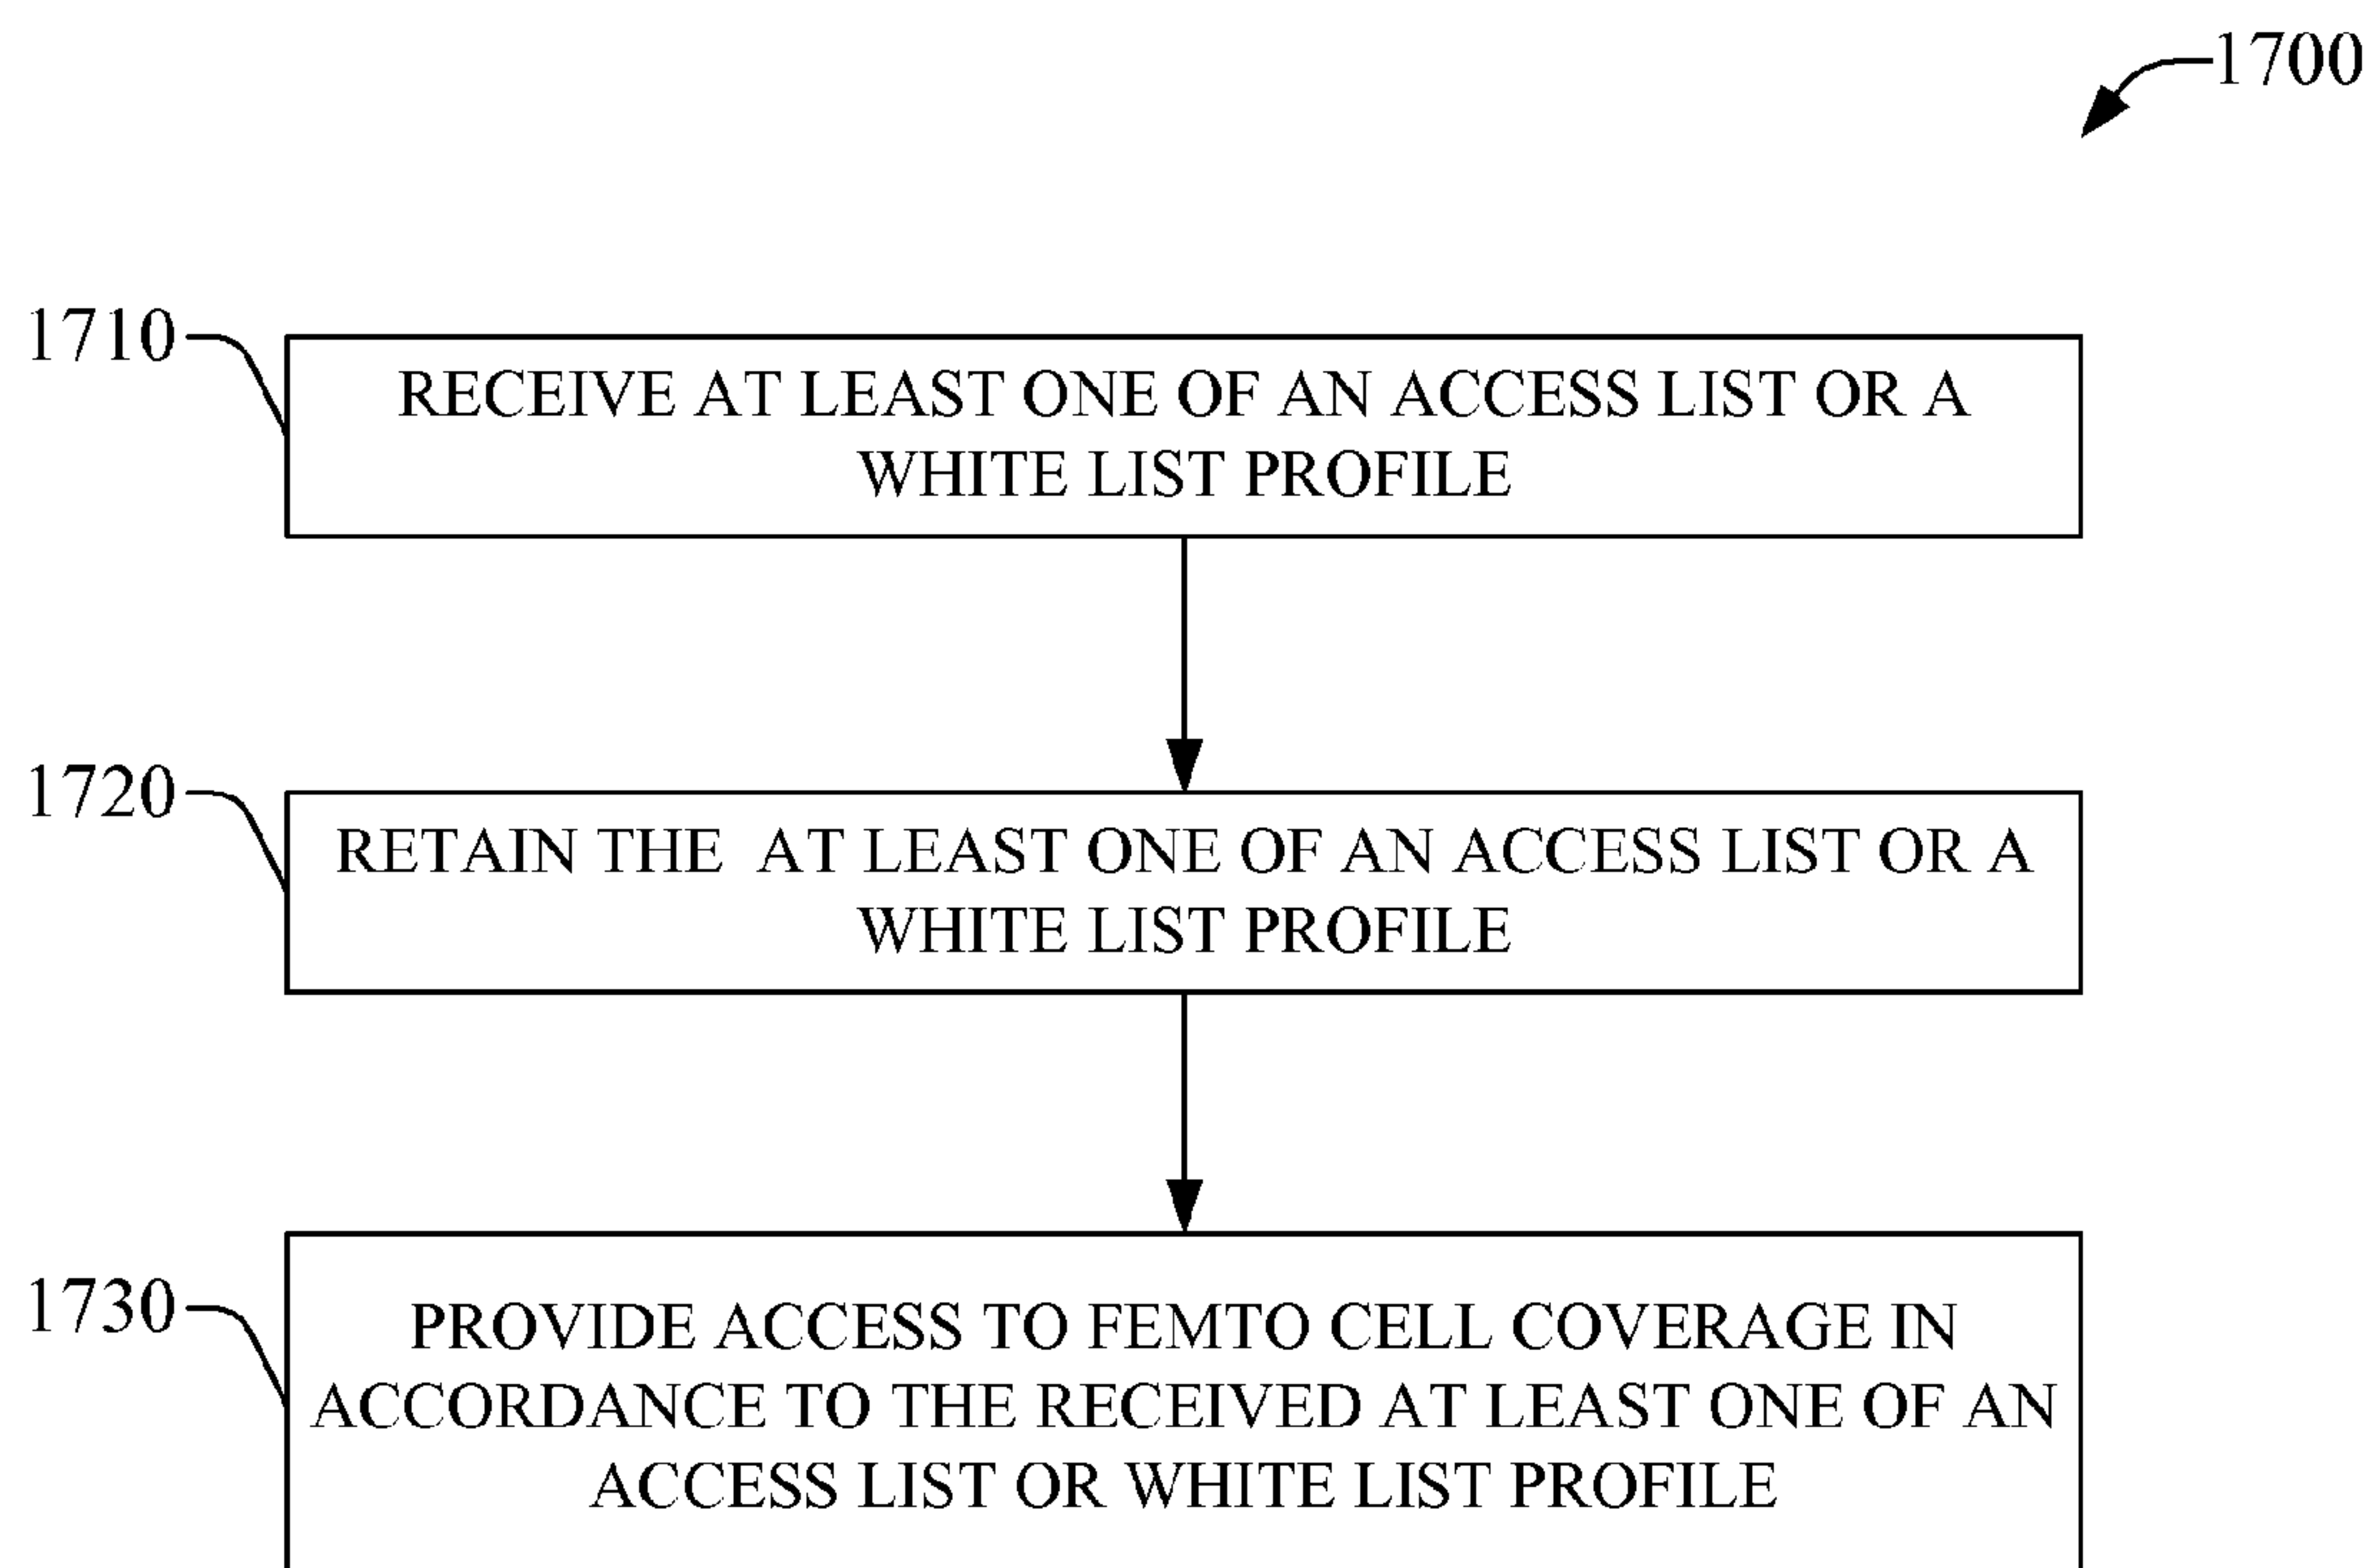 1700
1710
RECEIVE AT LEAST ONE OF AN ACCESS LIST OR A
WHITE LIST PROFILE
1720
RETAIN THE AT LEAST ONE OF AN ACCESS LIST OR A
WHITE LIST PROFILE
1730
PROVIDE ACCESS TO FEMTO CELL COVERAGE IN
ACCORDANCE TO THE RECEIVED AT LEAST ONE OF AN
ACCESS LIST OR WHITE LIST PROFILE